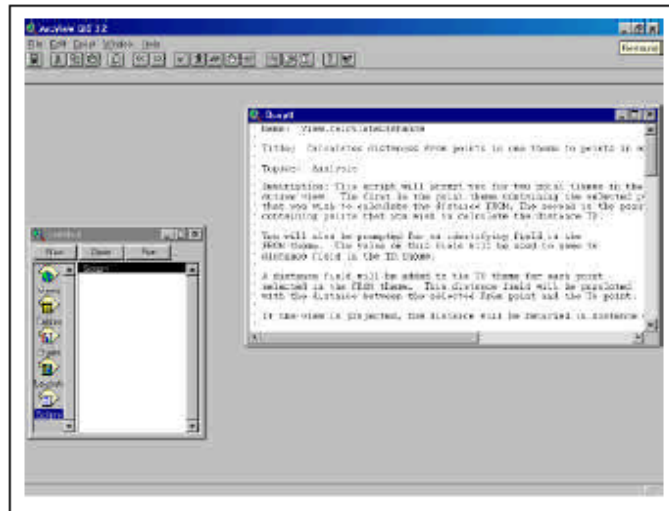 ArcView GIS 3.2
File Edit Script Window Help
Restore
Script1
Name: View.CalculateDistance
Title: Calculates distances from points in one theme to points in
Topics: Analysis
Description: This script will prompt you for two point themes in the
active view. The first is the point theme containing the selected
that you wish to calculate the distance FROM. The second is the
containing points that you wish to calculate the distance TO.
You will also be prompted for an identifying field in the
FROM theme. The value of this field will be used to name the
distance field in the TO theme.
A distance field will be added to the TO theme for each point
selected in the FROM theme. This distance field will be populated
with the distance between the selected From point and the To point.
If the view is projected, the distance will be returned in distance
Untitled
New Open Run
Script1
Views
Tables
Charts
Layouts
Scripts